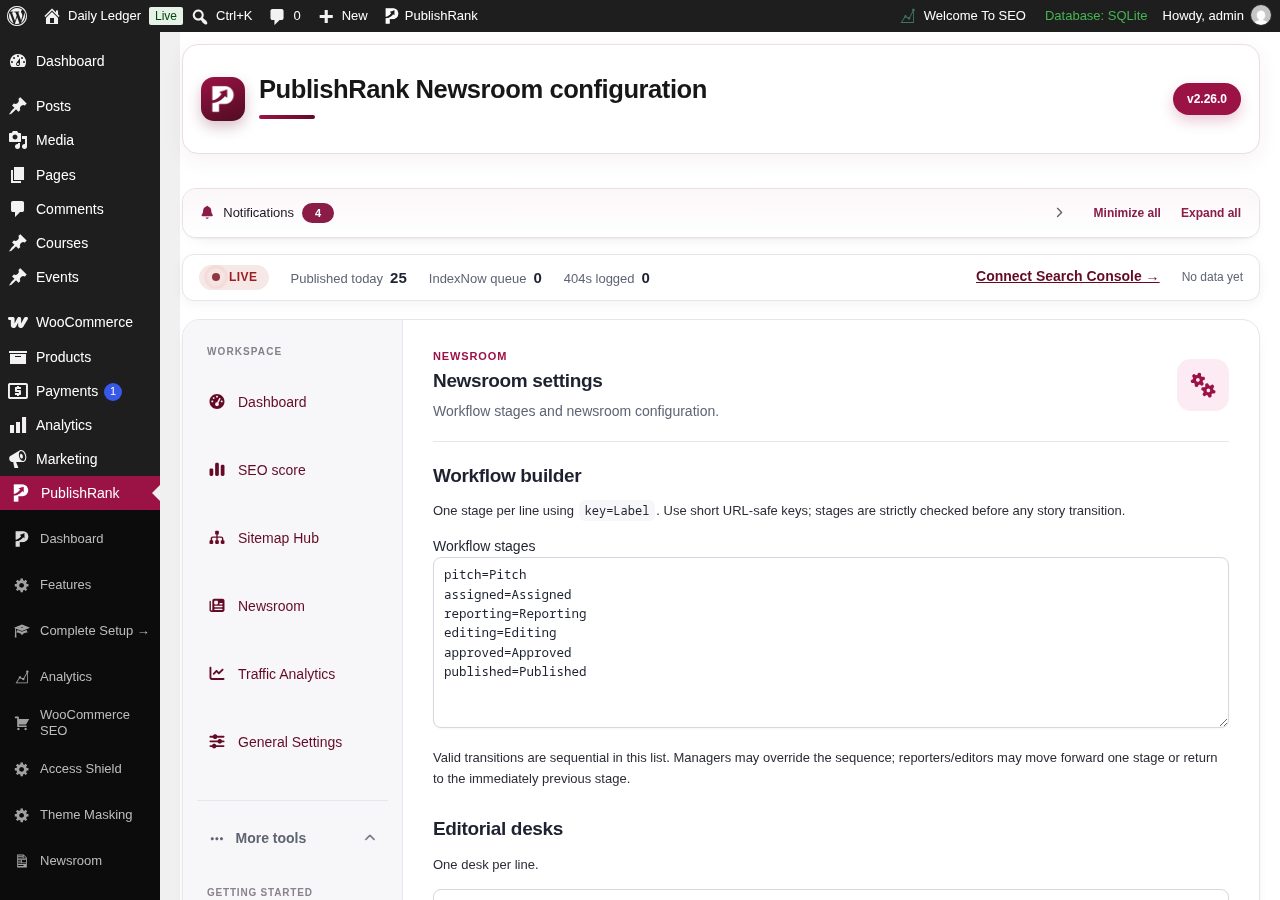 Daily Ledger
Live
Ctrl+K
0
New
PublishRank
Welcome To SEO
Database: SQLite
Howdy, admin
Dashboard
Posts
Media
Pages
Comments
Courses
Events
WooCommerce
Products
Payments 1
Analytics
Marketing
PublishRank
Dashboard
Features
Complete Setup →
Analytics
WooCommerce
SEO
Access Shield
Theme Masking
Newsroom
PublishRank Newsroom configuration
v2.26.0
Notifications 4
Minimize all
Expand all
LIVE
Published today 25
IndexNow queue 0
404s logged 0
Connect Search Console →
No data yet
WORKSPACE
Dashboard
SEO score
Sitemap Hub
Newsroom
Traffic Analytics
General Settings
More tools
GETTING STARTED
NEWSROOM
Newsroom settings
Workflow stages and newsroom configuration.
Workflow builder
One stage per line using key=Label. Use short URL-safe keys; stages are strictly checked before any story transition.
Workflow stages
pitch=Pitch
assigned=Assigned
reporting=Reporting
editing=Editing
approved=Approved
published=Published
Valid transitions are sequential in this list. Managers may override the sequence; reporters/editors may move forward one stage or return
to the immediately previous stage.
Editorial desks
One desk per line.